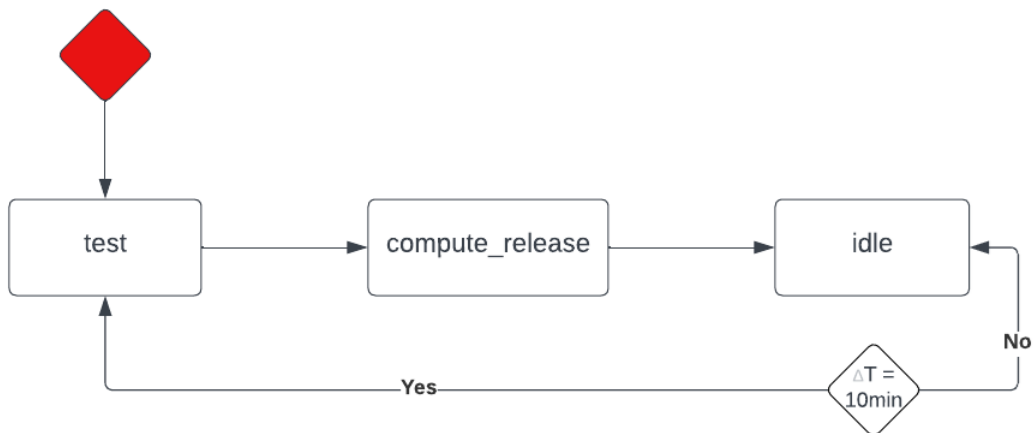 test
compute_release
idle
No
ΔT =
10min
Yes